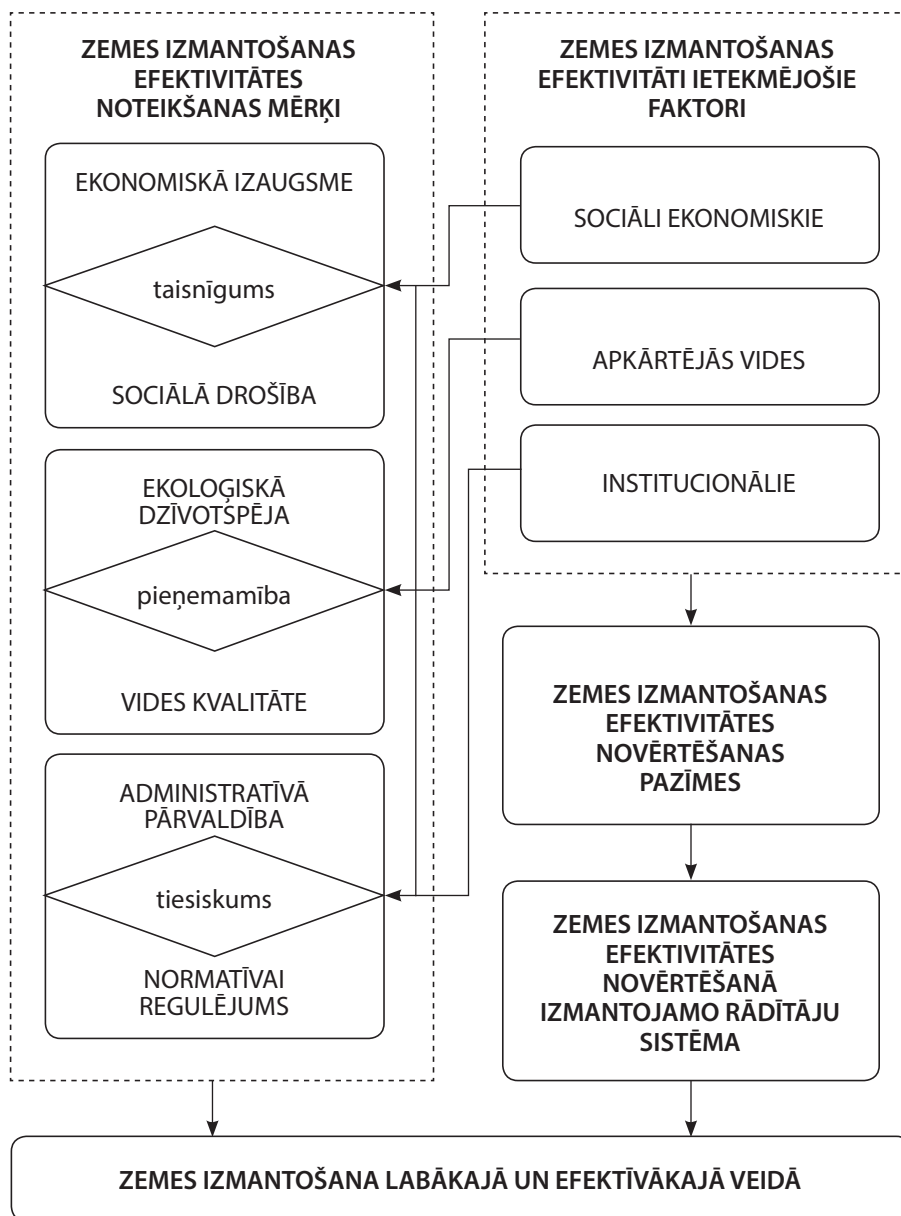 ZEMES IZMANTOŠANAS
EFEKTIVITĀTES
NOTEIKŠANAS MĒRĶI
EKONOMISKĀ IZAUGSME
taisnīgums
SOCIĀLĀ DROŠĪBA
EKOLOĢISKĀ
DZĪVOTSPĒJA
pieņemamība
VIDES KVALITĀTE
ADMINISTRATĪVĀ
PĀRVALDĪBA
tiesiskums
NORMATĪVAI
REGULĒJUMS
ZEMES IZMANTOŠANAS
EFEKTIVITĀTI IETEKMĒJOŠIE
FAKTORI
SOCIĀLI EKONOMISKIE
APKĀRTĒJĀS VIDES
INSTITUCIONĀLIE
ZEMES IZMANTOŠANAS
EFEKTIVITĀTES
NOVĒRTĒŠANAS
PAZĪMES
ZEMES IZMANTOŠANAS
EFEKTIVITĀTES
NOVĒRTĒŠANĀ
IZMANTOJAMO RĀDĪTĀJU
SISTĒMA
ZEMES IZMANTOŠANA LABĀKAJĀ UN EFEKTĪVĀKAJĀ VEIDĀ